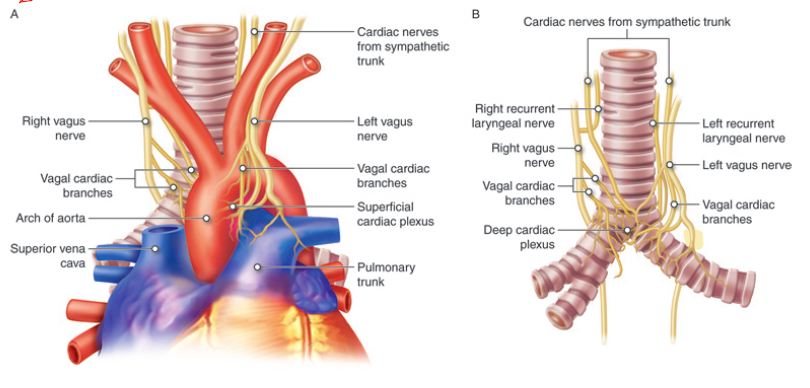 A
Cardiac nerves
from sympathetic
trunk
Right vagus
nerve
Left vagus
nerve
Vagal cardiac
branches
Vagal cardiac
branches
Superficial
cardiac plexus
Arch of aorta
Superior vena
cava
Pulmonary
trunk
B
Cardiac nerves from sympathetic trunk
Right recurrent
laryngeal nerve
Left recurrent
laryngeal nerve
Right vagus
nerve
Left vagus nerve
Vagal cardiac
branches
Vagal cardiac
branches
Deep cardiac
plexus